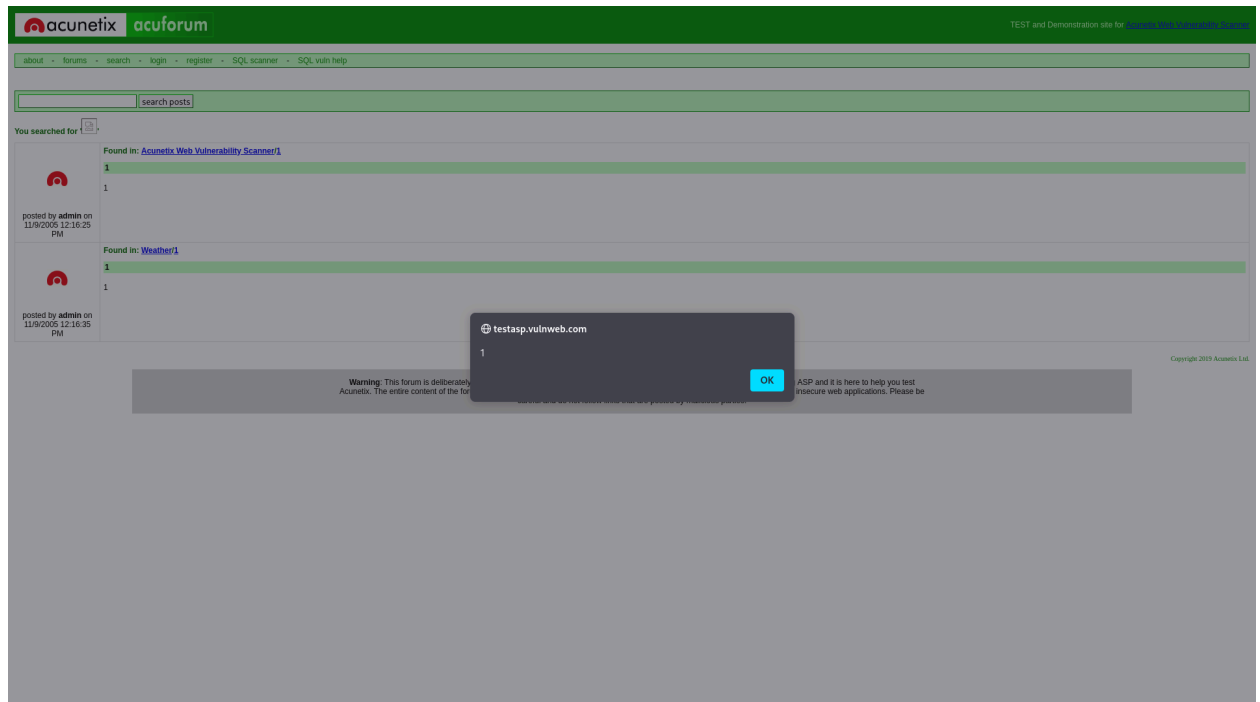 acunetix acuforum
TEST and Demonstration site for Acunetix Web Vulnerability Scanner
about - forums - search - login - register - SQL scanner - SQL vuln help
search posts
You searched for ' '
Found in: Acunetix Web Vulnerability Scanner/1
1
1
posted by admin on
11/9/2005 12:16:25
PM
Found in: Weather/1
1
1
posted by admin on
11/9/2005 12:16:35
PM
testasp.vulnweb.com
1
OK
Copyright 2019 Acunetix Ltd.
Warning: This forum is deliberately ASP and it is here to help you test
Acunetix. The entire content of the for insecure web applications. Please be